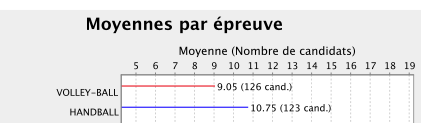 Moyennes par épreuve
Moyenne (Nombre de candidats)
5 6 7 8 9 10 11 12 13 14 15 16 17 18 19
VOLLEY-BALL 9.05 (126 cand.)
HANDBALL 10.75 (123 cand.)